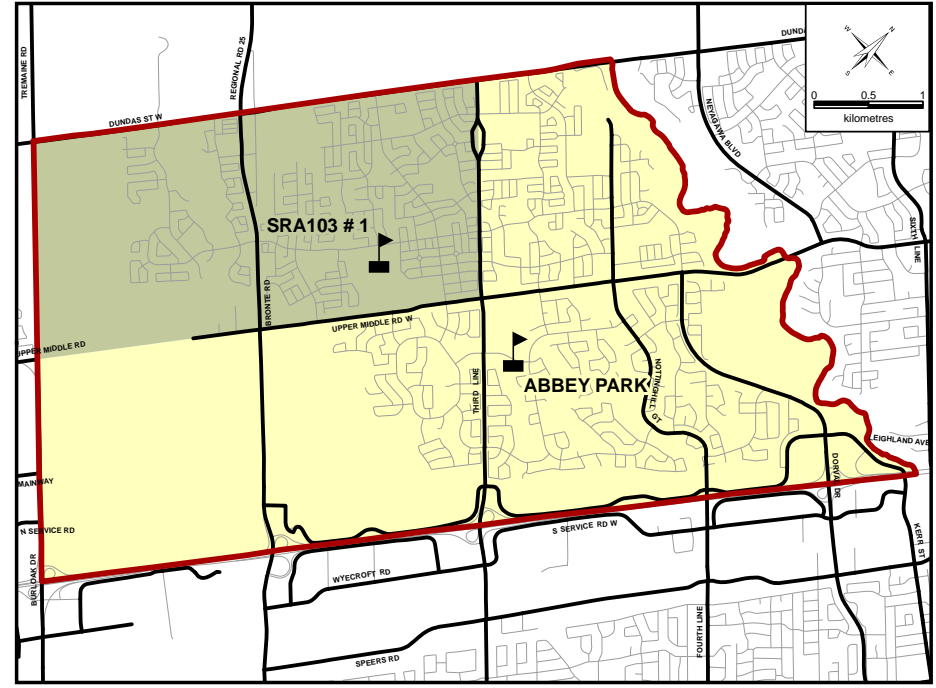 TREMAINE RD
REGIONAL RD 25
DUNDAS ST W
DUNDA
W
N
S
E
0
0.5
1
kilometres
NEYAGAWA BLVD
SIXTH LINE
SRA103 # 1
BRONTE RD
UPPER MIDDLE RD W
UPPER MIDDLE RD
THIRD LINE
ABBEY PARK
NOTTINGHILL GT
LEIGHLAND AVE
DORVAL DR
MAINWAY
N SERVICE RD
S SERVICE RD W
KERR ST
BURLOAK DR
WYECROFT RD
FOURTH LINE
SPEERS RD